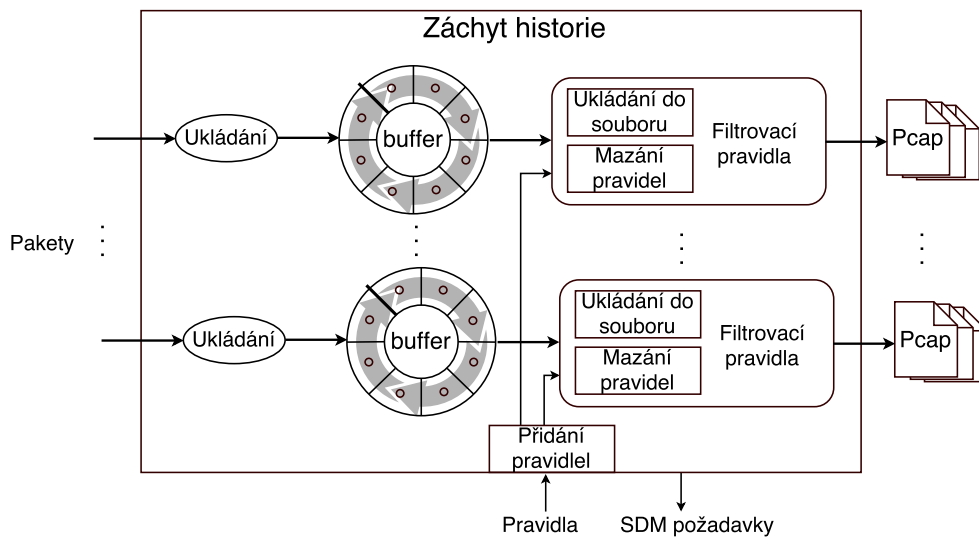 Záchyt historie
Ukládání
buffer
Ukládání do
souboru
Mazání
pravidel
Filtrovací
pravidla
Pcap
Pakety
Ukládání
buffer
Ukládání do
souboru
Mazání
pravidel
Filtrovací
pravidla
Pcap
Přidání
pravidlel
Pravidla
SDM požadavky